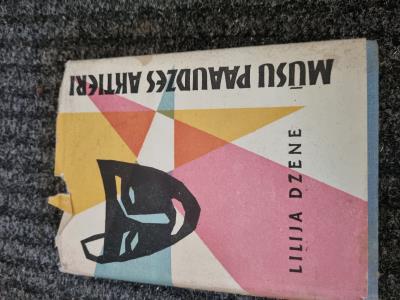 LILIJA DZENE
MŪSU PAAUDZES AKTIERI